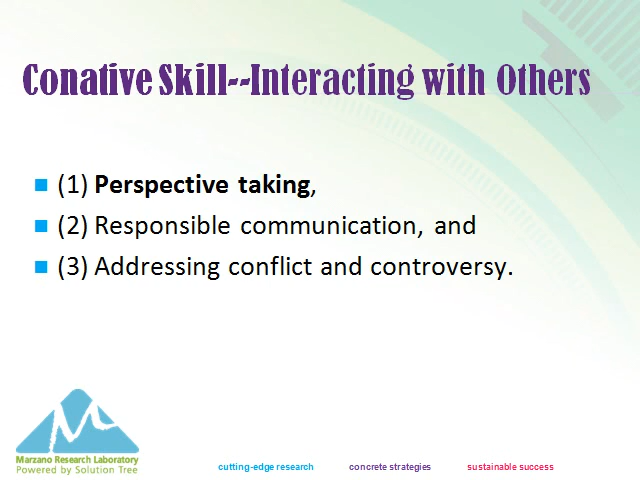 Conative Skill--Interacting with Others
(1) Perspective taking,
(2) Responsible communication, and
(3) Addressing conflict and controversy.
Marzano Research Laboratory
Powered by Solution Tree
cutting-edge research concrete strategies sustainable success